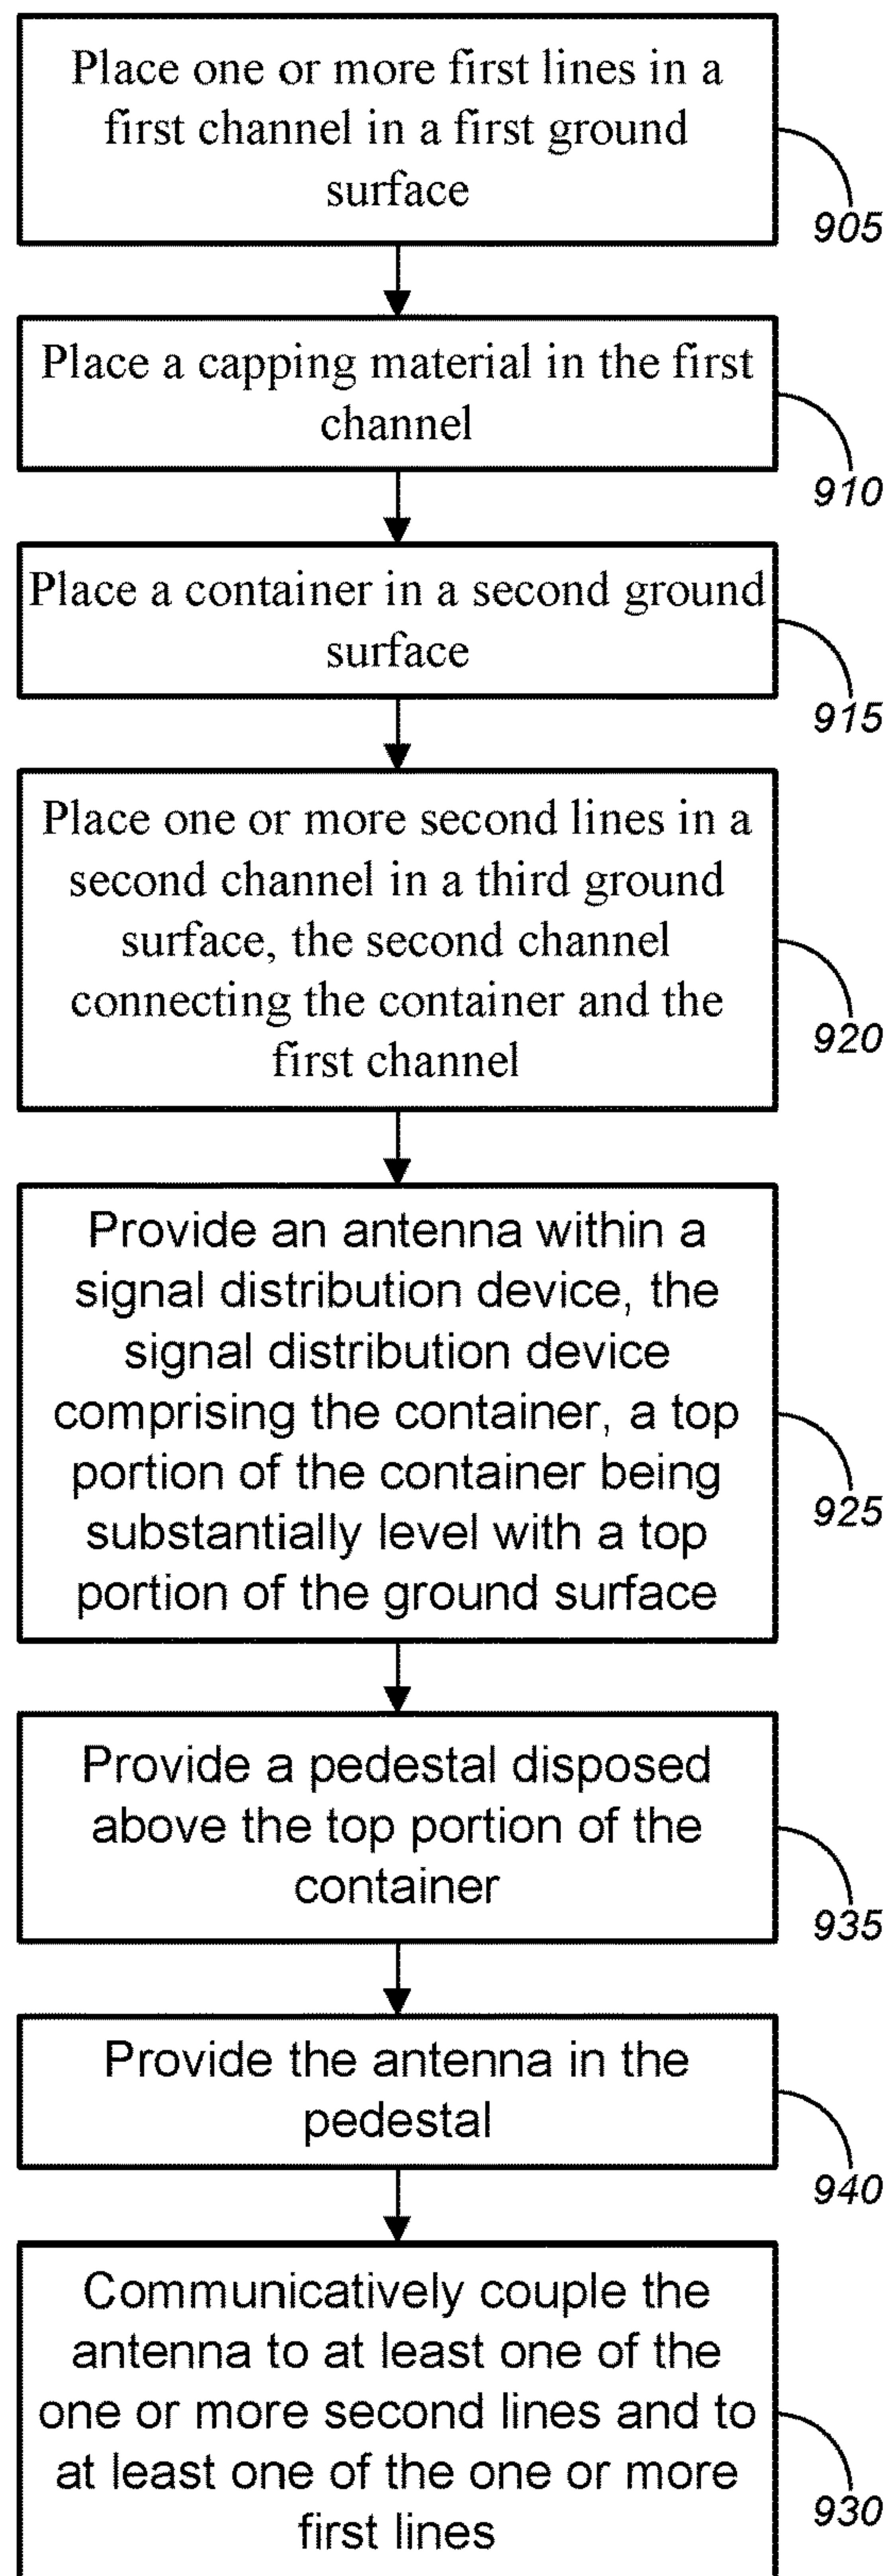 Place one or more first lines in a
first channel in a first ground
surface
905
Place a capping material in the first
channel
910
Place a container in a second ground
surface
915
Place one or more second lines in a
second channel in a third ground
surface, the second channel
connecting the container and the
first channel
920
Provide an antenna within a
signal distribution device, the
signal distribution device
comprising the container, a top
portion of the container being
substantially level with a top
portion of the ground surface
925
Provide a pedestal disposed
above the top portion of the
container
935
Provide the antenna in the
pedestal
940
Communicatively couple the
antenna to at least one of the
one or more second lines and to
at least one of the one or more
first lines
930